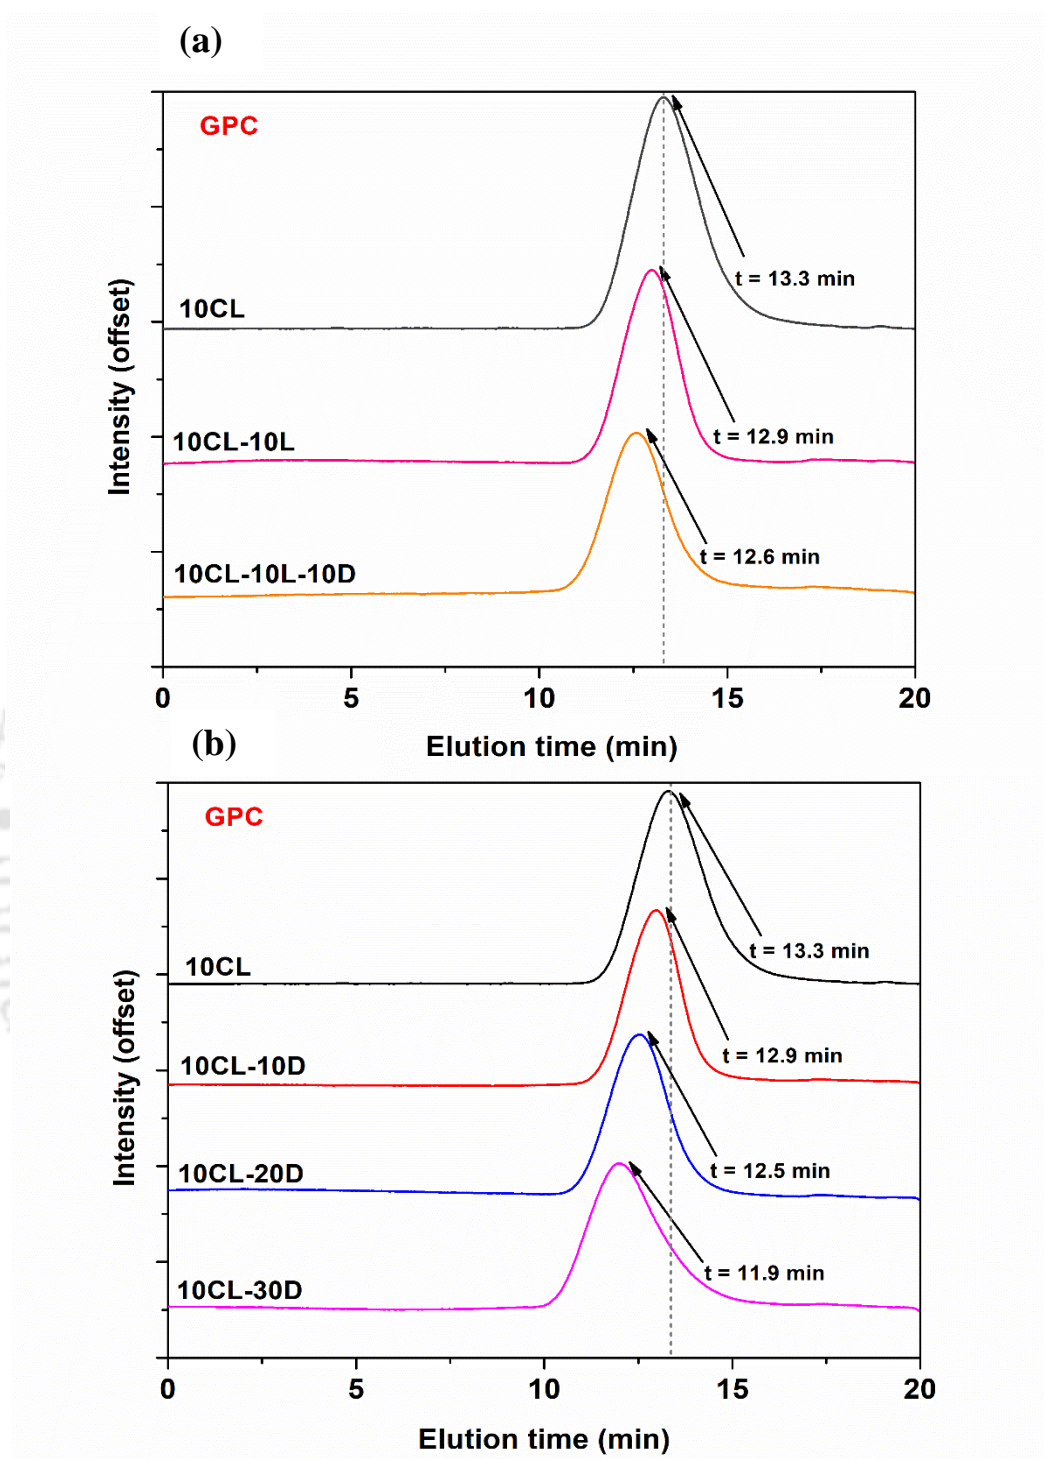 (a)
GPC
t = 13.3 min
10CL
t = 12.9 min
10CL-10L
t = 12.6 min
10CL-10L-10D
Intensity (offset)
0 5 10 15 20
Elution time (min)
(b)
GPC
t = 13.3 min
10CL
t = 12.9 min
10CL-10D
t = 12.5 min
10CL-20D
t = 11.9 min
10CL-30D
Intensity (offset)
0 5 10 15 20
Elution time (min)